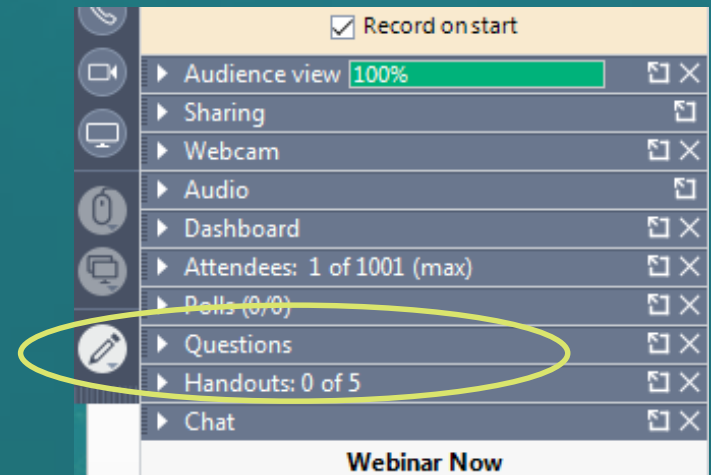 Record on start
Audience view 100%
Sharing
Webcam
Audio
Dashboard
Attendees: 1 of 1001 (max)
Polls (0/0)
Questions
Handouts: 0 of 5
Chat
Webinar Now